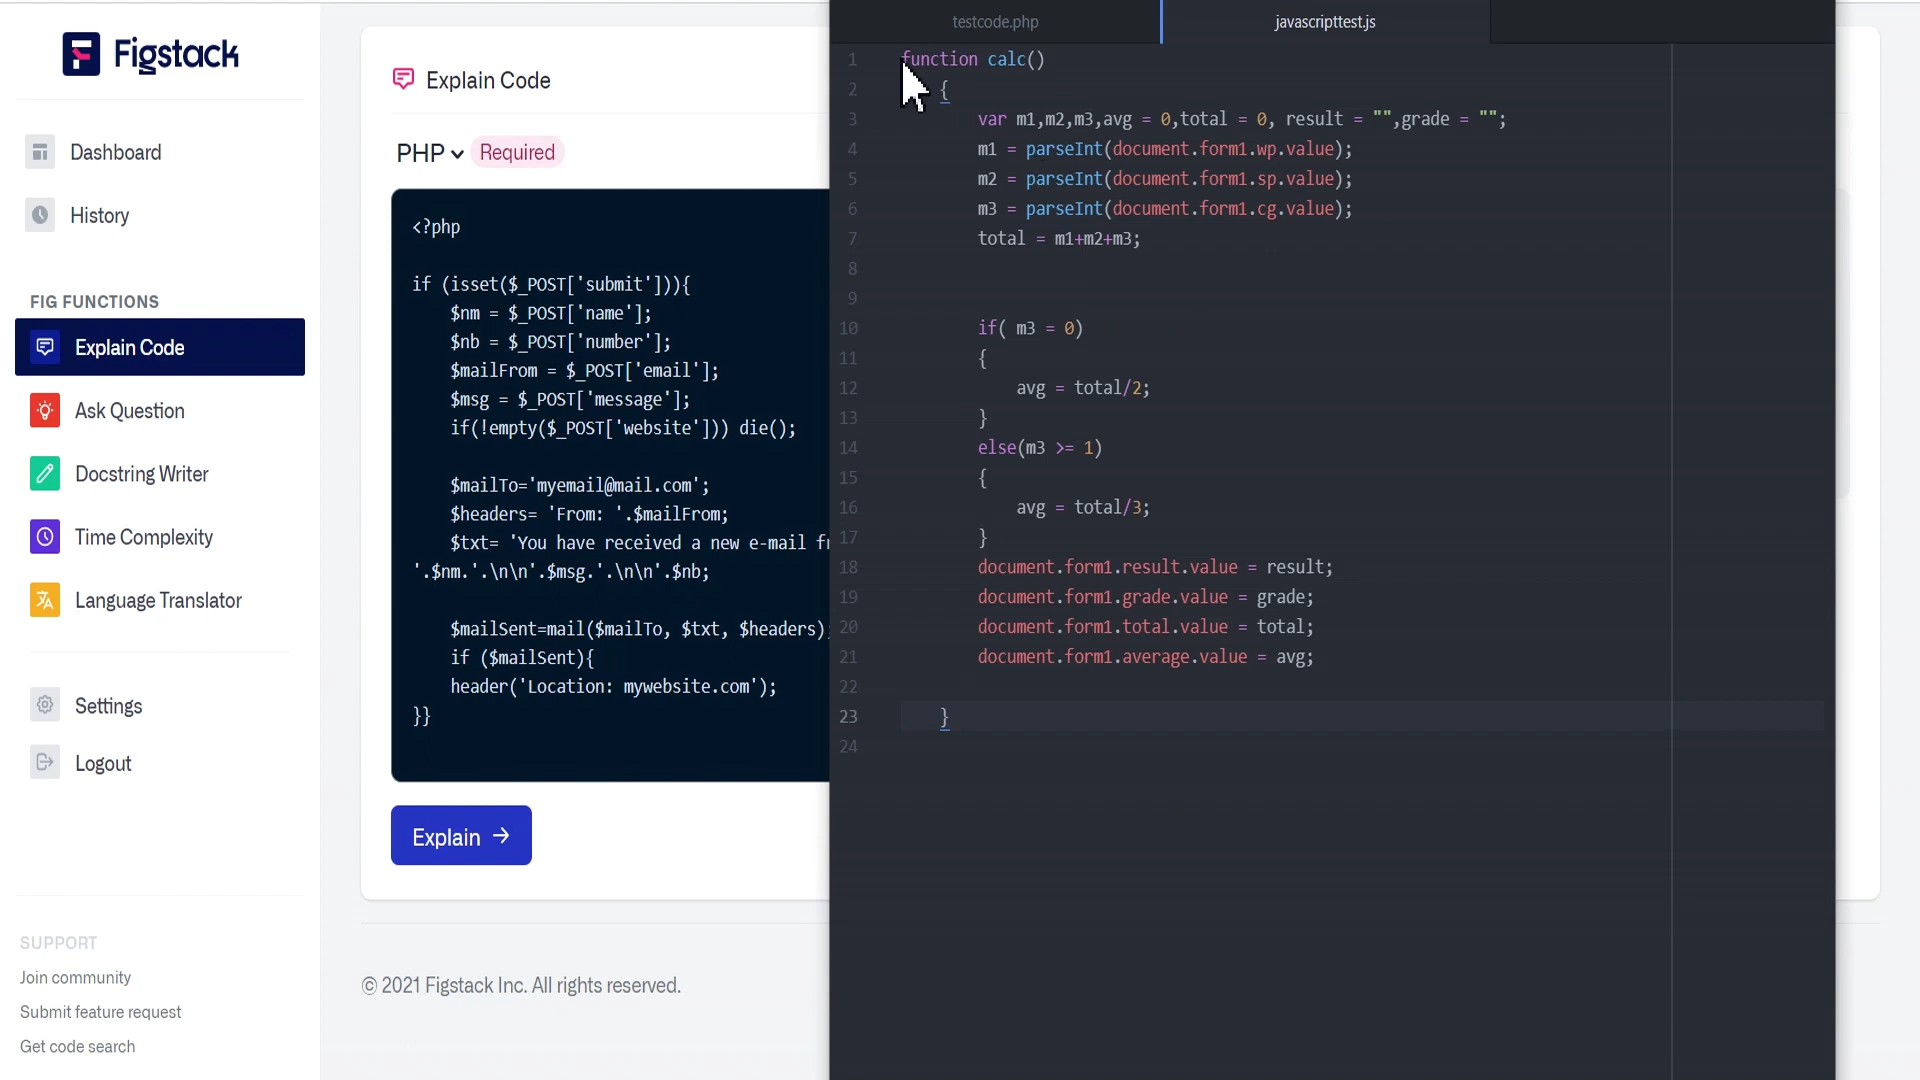 Figstack
Dashboard
History
FIG FUNCTIONS
Explain Code
Ask Question
Docstring Writer
Time Complexity
Language Translator
Settings
Logout
SUPPORT
Join community
Submit feature request
Get code search
Explain Code
PHP Required
<?php
if (isset($_POST['submit'])){
$nm = $_POST['name'];
$nb = $_POST['number'];
$mailFrom = $_POST['email'];
$msg = $_POST['message'];
if(!empty($_POST['website'])) die();
$mailTo='myemail@mail.com';
$headers= 'From: '.$mailFrom;
$txt= 'You have received a new e-mail
'.$nm.'.\n\n'.$msg.'.\n\n'.$nb;
$mailSent=mail($mailTo, $txt, $headers);
if ($mailSent){
header('Location: mywebsite.com');
}}
Explain
© 2021 Figstack Inc. All rights reserved.
testcode.php
javascripttest.js
1 function calc()
2 {
3 var m1,m2,m3,avg = 0,total = 0, result = "",grade = "";
4 m1 = parseInt(document.form1.wp.value);
5 m2 = parseInt(document.form1.sp.value);
6 m3 = parseInt(document.form1.cg.value);
7 total = m1+m2+m3;
8
9
10 if( m3 = 0)
11 {
12 avg = total/2;
13 }
14 else(m3 >= 1)
15 {
16 avg = total/3;
17 }
18 document.form1.result.value = result;
19 document.form1.grade.value = grade;
20 document.form1.total.value = total;
21 document.form1.average.value = avg;
22
23 }
24